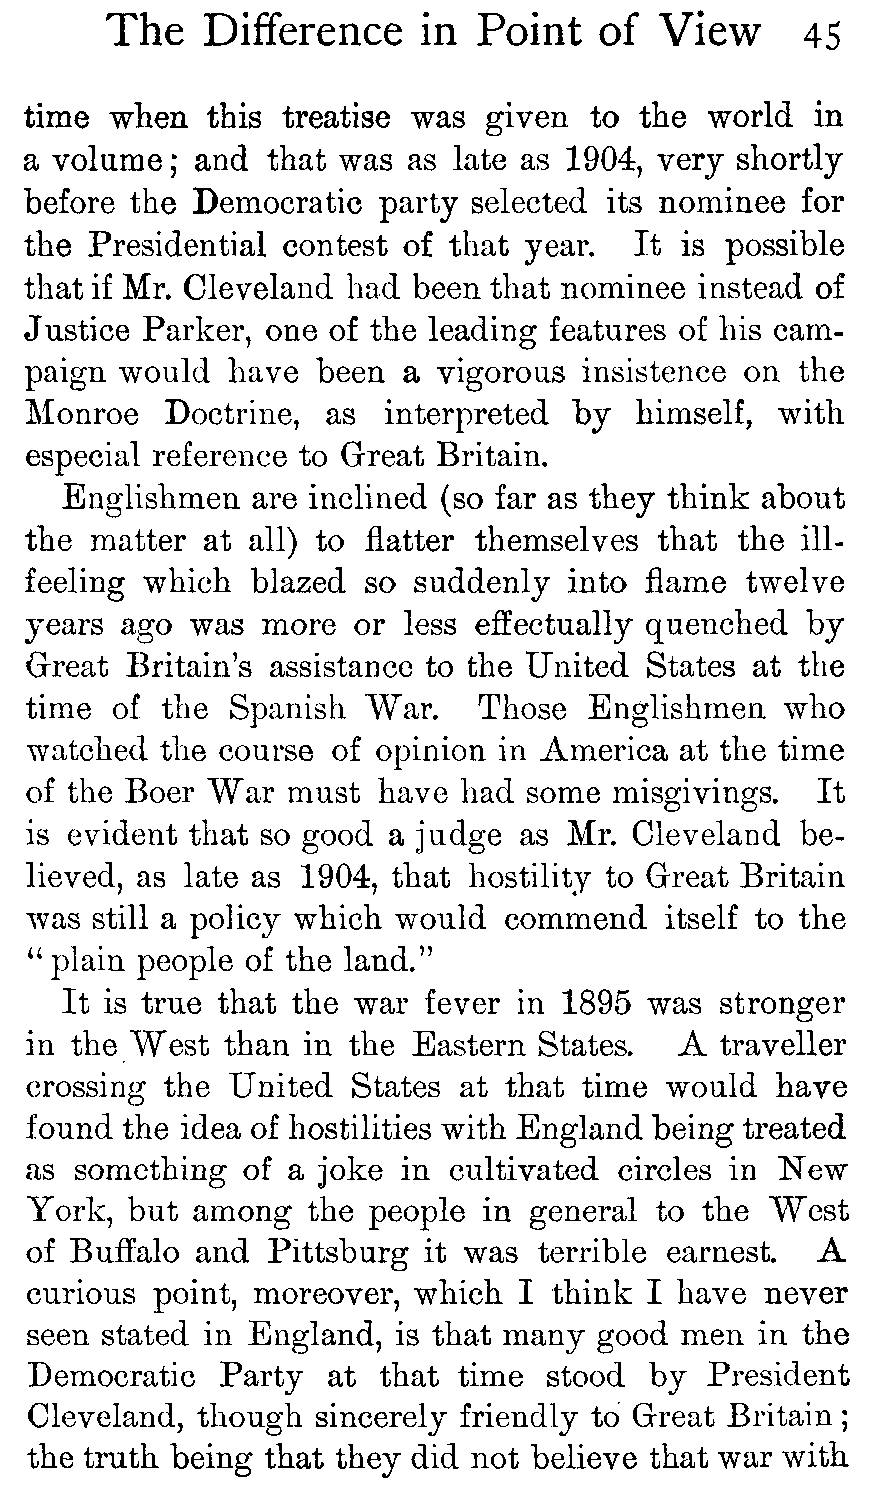 The Difference in Point of View 45
time when this treatise was given to the world in
a volume; and that was as late as 1904, very shortly
before the Democratic party selected its nominee for
the Presidential contest of that year. It is possible
that if Mr. Cleveland had been that nominee instead of
Justice Parker, one of the leading features of his cam-
paign would have been a vigorous insistence on the
Monroe Doctrine, as interpreted by himself, with
especial reference to Great Britain.
Englishmen are inclined (so far as they think about
the matter at all) to flatter themselves that the ill-
feeling which blazed so suddenly into flame twelve
years ago was more or less effectually quenched by
Great Britain's assistance to the United States at the
time of the Spanish War. Those Englishmen who
watched the course of opinion in America at the time
of the Boer War must have had some misgivings. It
is evident that so good a judge as Mr. Cleveland be-
lieved, as late as 1904, that hostility to Great Britain
was still a policy which would commend itself to the
"plain people of the land."
It is true that the war fever in 1895 was stronger
in the West than in the Eastern States. A traveller
crossing the United States at that time would have
found the idea of hostilities with England being treated
as something of a joke in cultivated circles in New
York, but among the people in general to the West
of Buffalo and Pittsburg it was terrible earnest. A
curious point, moreover, which I think I have never
seen stated in England, is that many good men in the
Democratic Party at that time stood by President
Cleveland, though sincerely friendly to Great Britain;
the truth being that they did not believe that war with